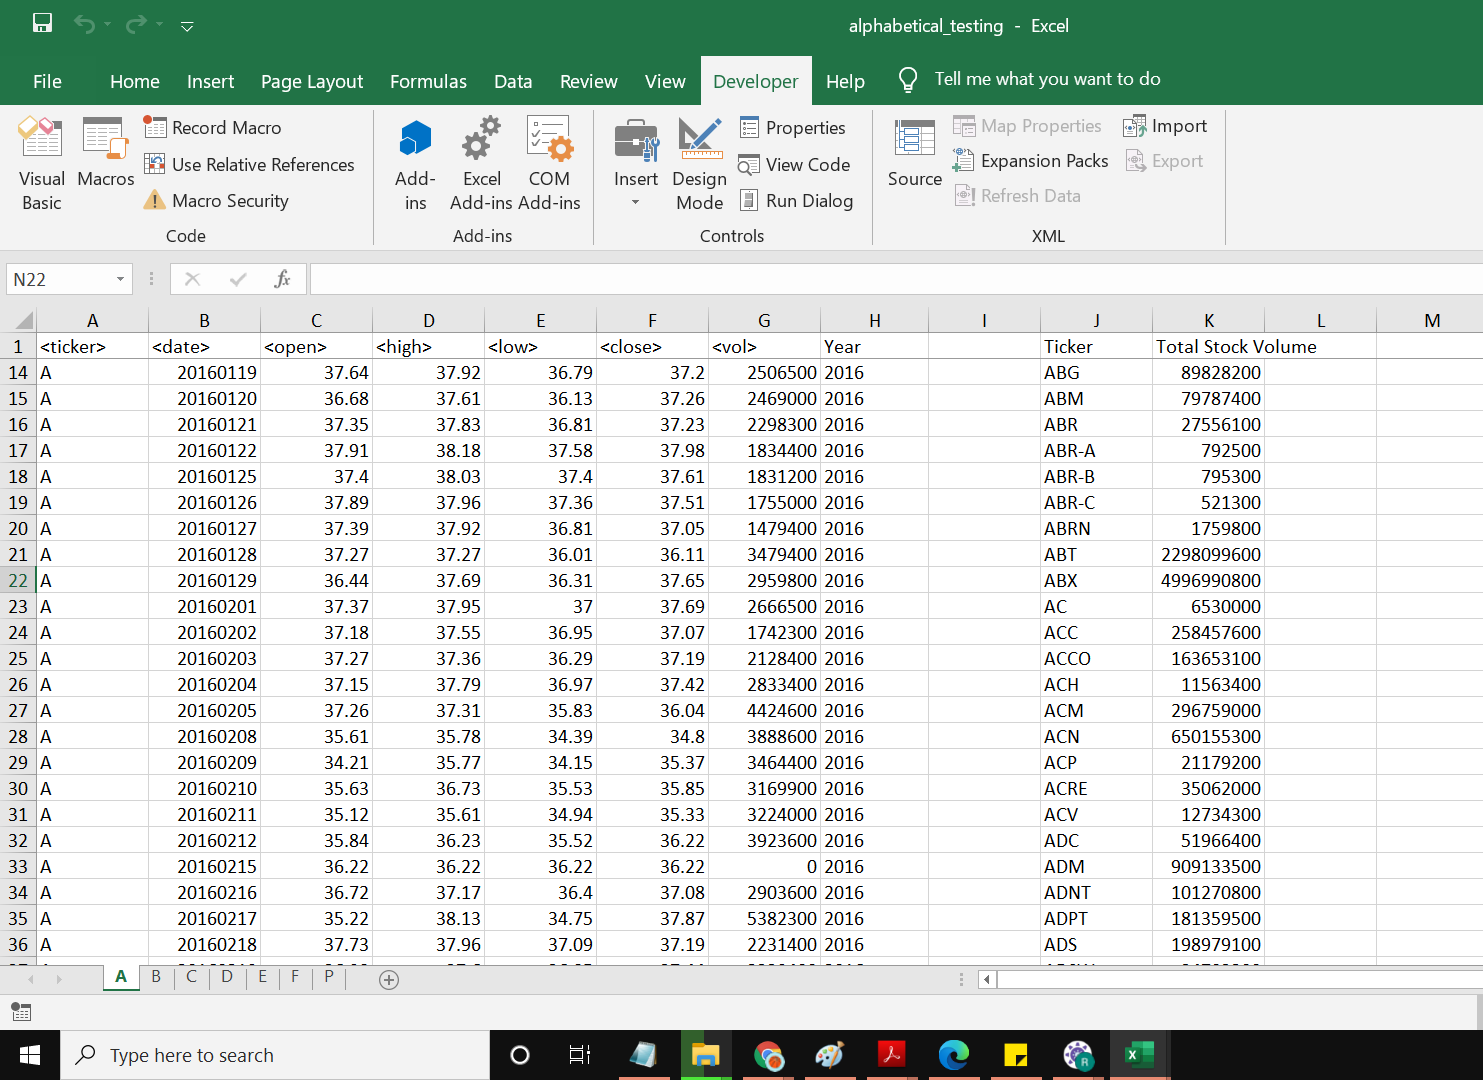 alphabetical_testing - Excel
File Home Insert Page Layout Formulas Data Review View Developer Help Tell me what you want to do
Visual Basic
Macros
Record Macro
Use Relative References
Macro Security
Code
Add-ins
Excel Add-ins
COM Add-ins
Add-ins
Insert
Design Mode
Properties
View Code
Run Dialog
Controls
Source
Map Properties
Expansion Packs
Refresh Data
Import
Export
XML
N22 fx
A B C D E F G H I J K L M
1 <ticker> <date> <open> <high> <low> <close> <vol> Year Ticker Total Stock Volume
14 A 20160119 37.64 37.92 36.79 37.2 2506500 2016 ABG 89828200
15 A 20160120 36.68 37.61 36.13 37.26 2469000 2016 ABM 79787400
16 A 20160121 37.35 37.83 36.81 37.23 2298300 2016 ABR 27556100
17 A 20160122 37.91 38.18 37.58 37.98 1834400 2016 ABR-A 792500
18 A 20160125 37.4 38.03 37.4 37.61 1831200 2016 ABR-B 795300
19 A 20160126 37.89 37.96 37.36 37.51 1755000 2016 ABR-C 521300
20 A 20160127 37.39 37.92 36.81 37.05 1479400 2016 ABRN 1759800
21 A 20160128 37.27 37.27 36.01 36.11 3479400 2016 ABT 2298099600
22 A 20160129 36.44 37.69 36.31 37.65 2959800 2016 ABX 4996990800
23 A 20160201 37.37 37.95 37 37.69 2666500 2016 AC 6530000
24 A 20160202 37.18 37.55 36.95 37.07 1742300 2016 ACC 258457600
25 A 20160203 37.27 37.36 36.29 37.19 2128400 2016 ACCO 163653100
26 A 20160204 37.15 37.79 36.97 37.42 2833400 2016 ACH 11563400
27 A 20160205 37.26 37.31 35.83 36.04 4424600 2016 ACM 296759000
28 A 20160208 35.61 35.78 34.39 34.8 3888600 2016 ACN 650155300
29 A 20160209 34.21 35.77 34.15 35.37 3464400 2016 ACP 21179200
30 A 20160210 35.63 36.73 35.53 35.85 3169900 2016 ACRE 35062000
31 A 20160211 35.12 35.61 34.94 35.33 3224000 2016 ACV 12734300
32 A 20160212 35.84 36.23 35.52 36.22 3923600 2016 ADC 51966400
33 A 20160215 36.22 36.22 36.22 36.22 0 2016 ADM 909133500
34 A 20160216 36.72 37.17 36.4 37.08 2903600 2016 ADNT 101270800
35 A 20160217 35.22 38.13 34.75 37.87 5382300 2016 ADPT 181359500
36 A 20160218 37.73 37.96 37.09 37.19 2231400 2016 ADS 198979100
A B C D E F P
Type here to search